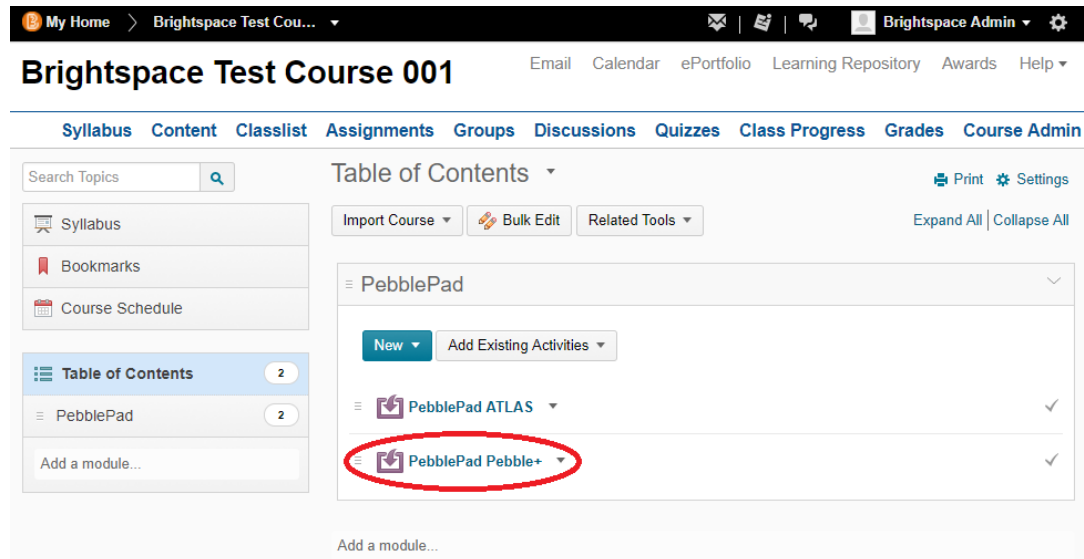 My Home
Brightspace Test Cou...
Brightspace Admin
Brightspace Test Course 001
Email Calendar ePortfolio Learning Repository Awards Help
Syllabus Content Classlist Assignments Groups Discussions Quizzes Class Progress Grades Course Admin
Search Topics
Syllabus
Bookmarks
Course Schedule
Table of Contents 2
PebblePad 2
Add a module...
Table of Contents
Print Settings
Import Course Bulk Edit Related Tools
Expand All Collapse All
PebblePad
New Add Existing Activities
PebblePad ATLAS
PebblePad Pebble+
Add a module...